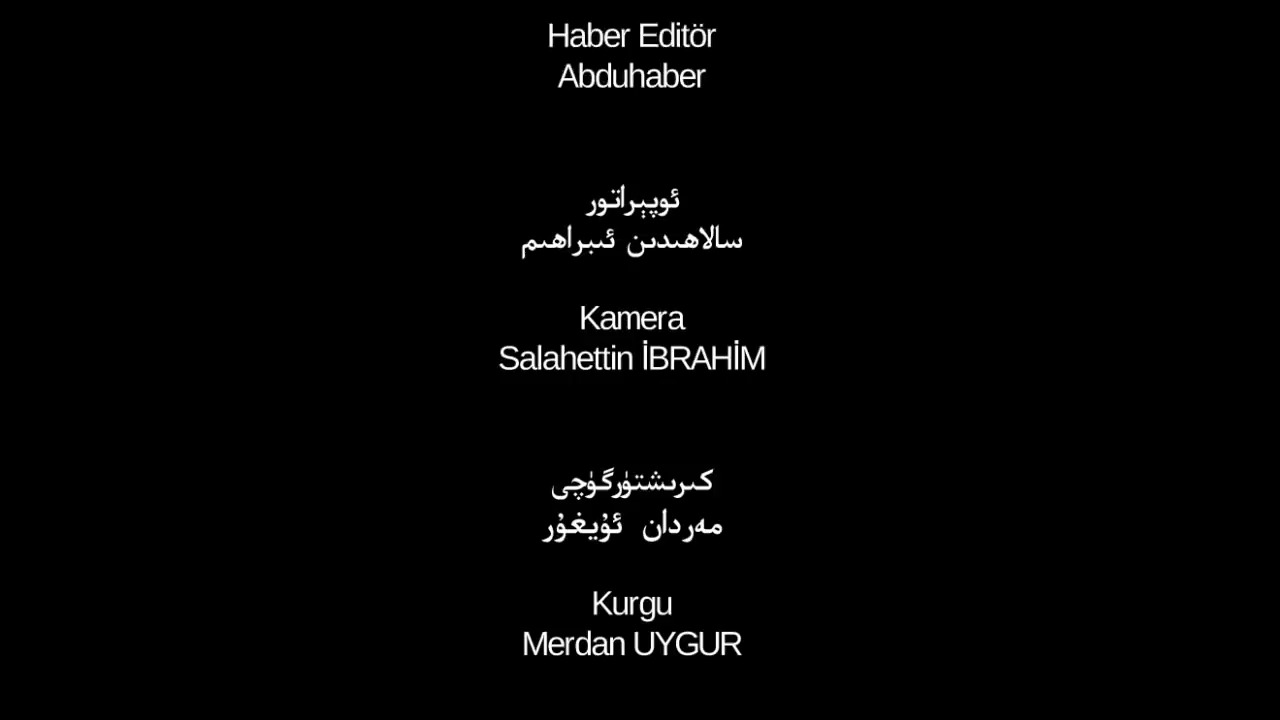 Haber Editör
Abduhaber
ئوپېراتور
سالاھىدىن ئىبراھىم
Kamera
Salahettin İBRAHİM
كىرىشتۈرگۈچى
مەردان ئۇيغۇر
Kurgu
Merdan UYGUR